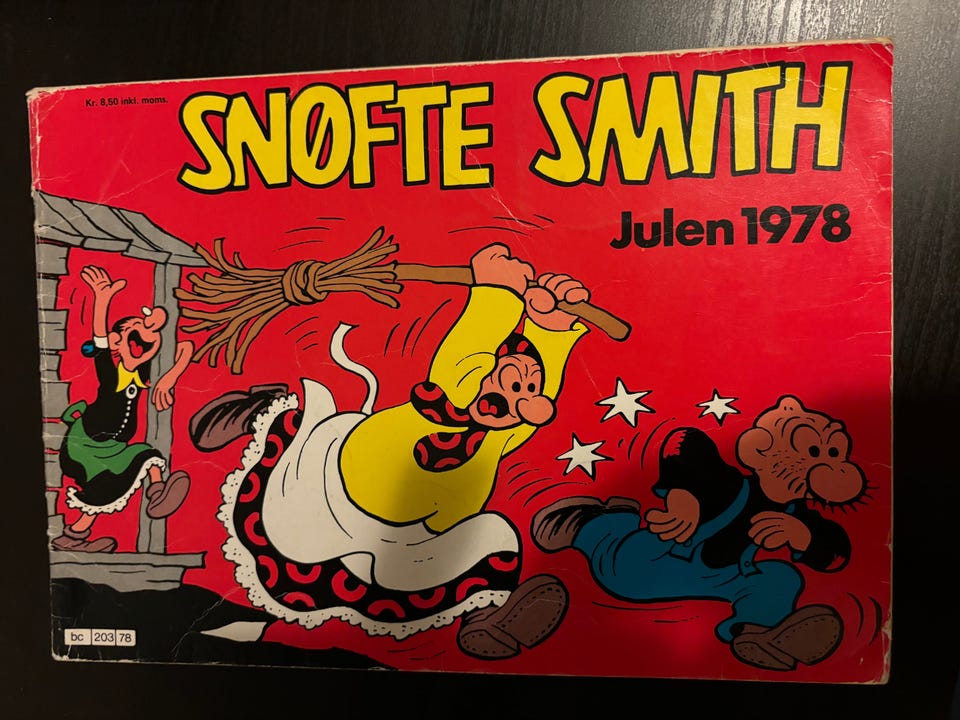 Kr. 8,50 inkl. moms.
SNØFTE SMITH
Julen 1978
bc 203 78